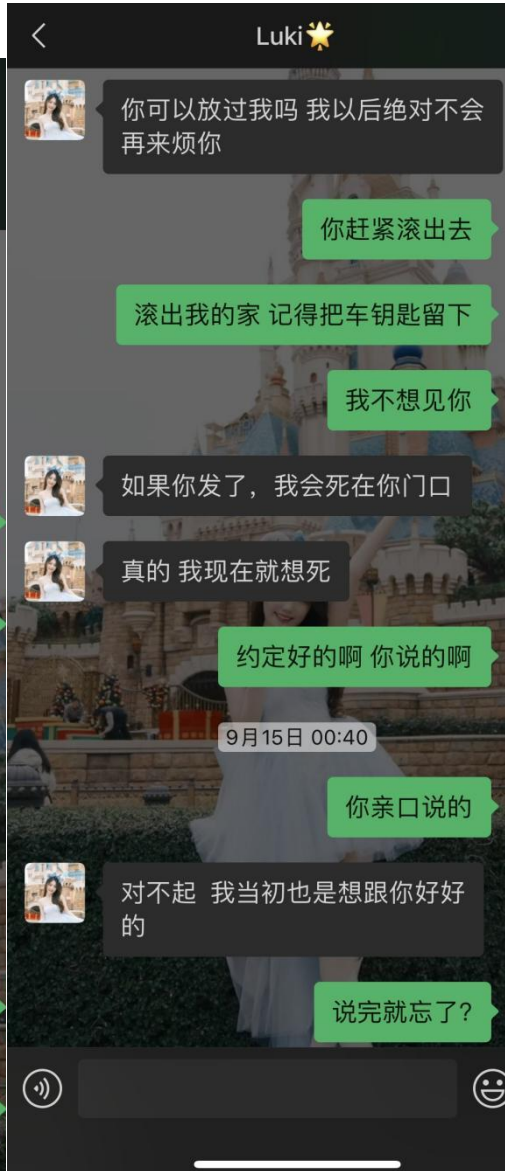 Luki🌟
你可以放过我吗 我以后绝对不会
再来烦你
你赶紧滚出去
滚出我的家 记得把车钥匙留下
我不想见你
如果你发了，我会死在你门口
真的 我现在就想死
约定好的啊 你说的啊
9月15日 00:40
你亲口说的
对不起  我当初也是想跟你好好
的
说完就忘了?